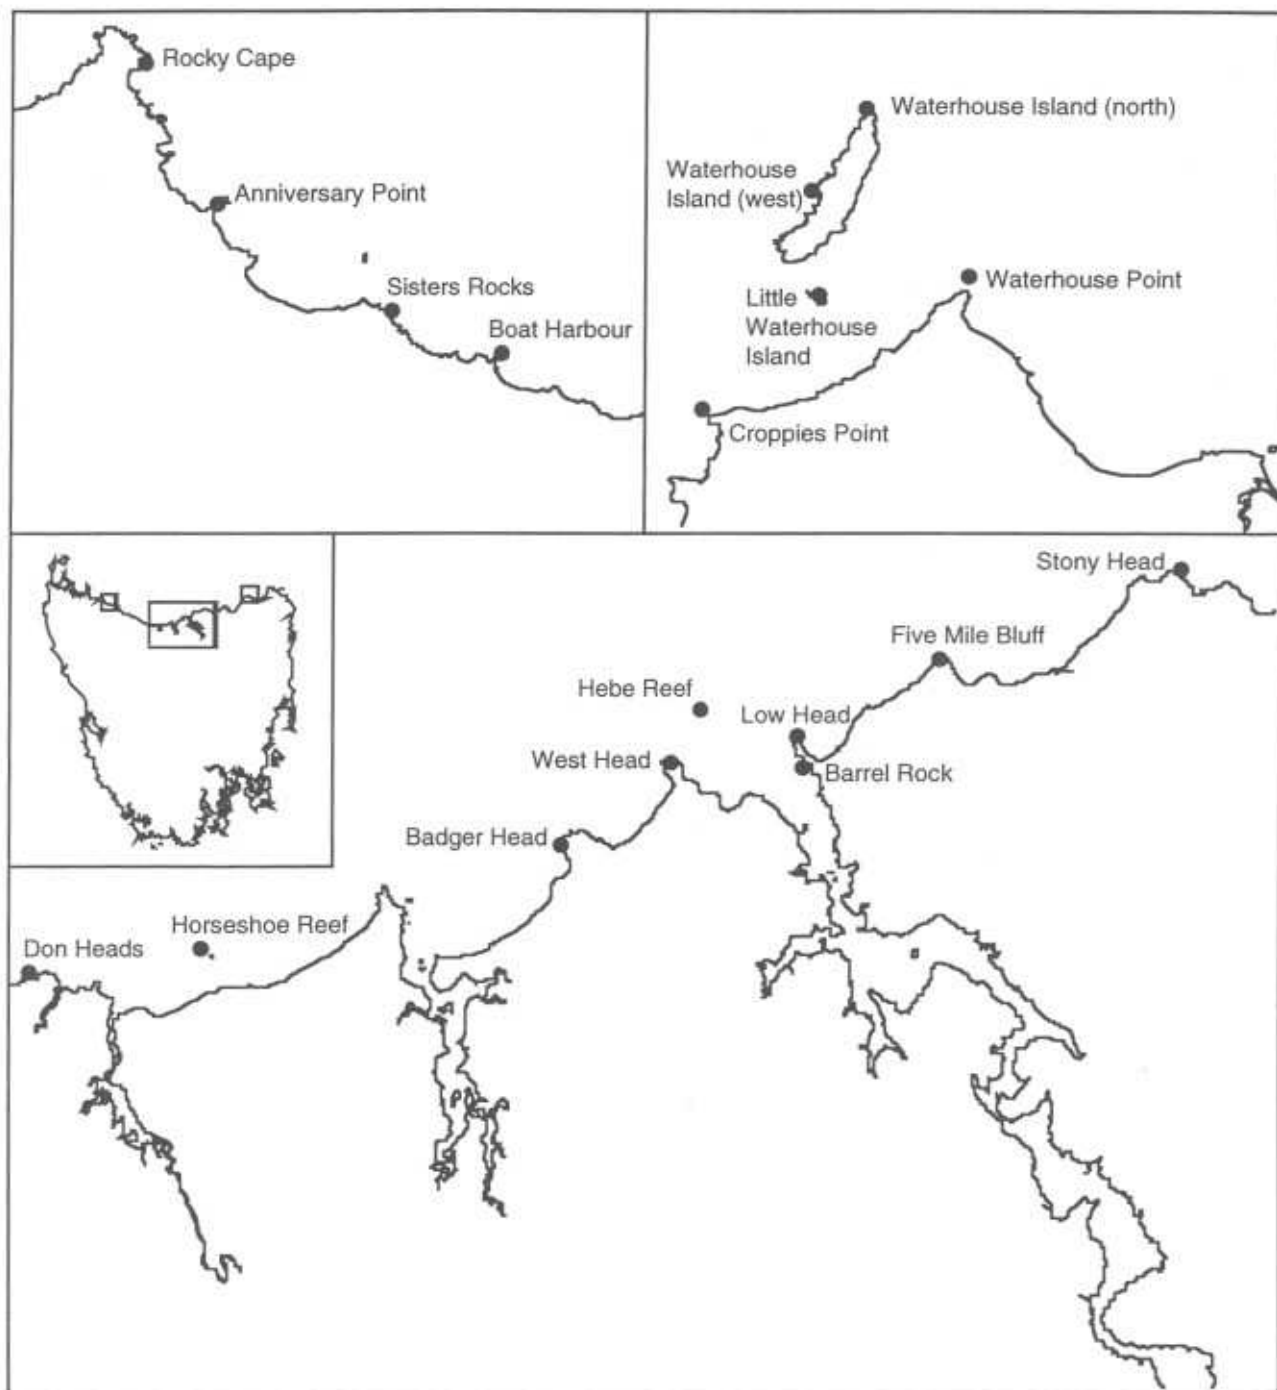 Rocky Cape
Anniversary Point
Sisters Rocks
Boat Harbour
Waterhouse Island (north)
Waterhouse
Island (west)
Waterhouse Point
Little
Waterhouse
Island
Croppies Point
Stony Head
Five Mile Bluff
Hebe Reef
Low Head
West Head
Barrel Rock
Badger Head
Horseshoe Reef
Don Heads